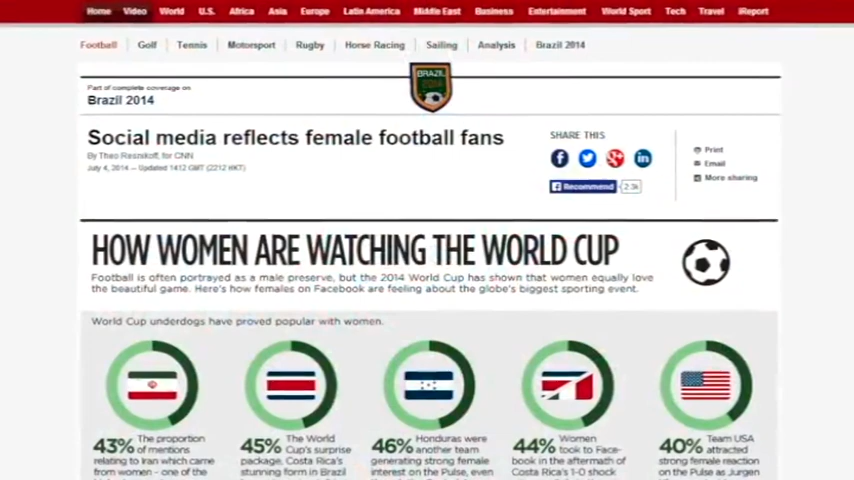 Home Video World U.S. Africa Asia Europe Latin America Middle East Business Entertainment World Sport Tech Travel iReport
Football Golf Tennis Motorsport Rugby Horse Racing Sailing Analysis Brazil 2014
BRAZIL
2014
Part of complete coverage on
Brazil 2014
Social media reflects female football fans
By Theo Resnikoff, for CNN
July 4, 2014 -- Updated 1412 GMT (2212 HKT)
SHARE THIS
Recommend 2.3k
Print
Email
More sharing
HOW WOMEN ARE WATCHING THE WORLD CUP
Football is often portrayed as a male preserve, but the 2014 World Cup has shown that women equally love
the beautiful game. Here's how females on Facebook are feeling about the globe's biggest sporting event.
World Cup underdogs have proved popular with women.
43% The proportion
of mentions
relating to Iran which came
from women - one of the
45% The World
Cup's surprise
package, Costa Rica's
stunning form in Brazil
46% Honduras were
another team
generating strong female
interest on the Pulse, even
44% Women
took to Face-
book in the aftermath of
Costa Rica's 1-0 shock
40% Team USA
attracted
strong female reaction
on the Pulse as Jurgen